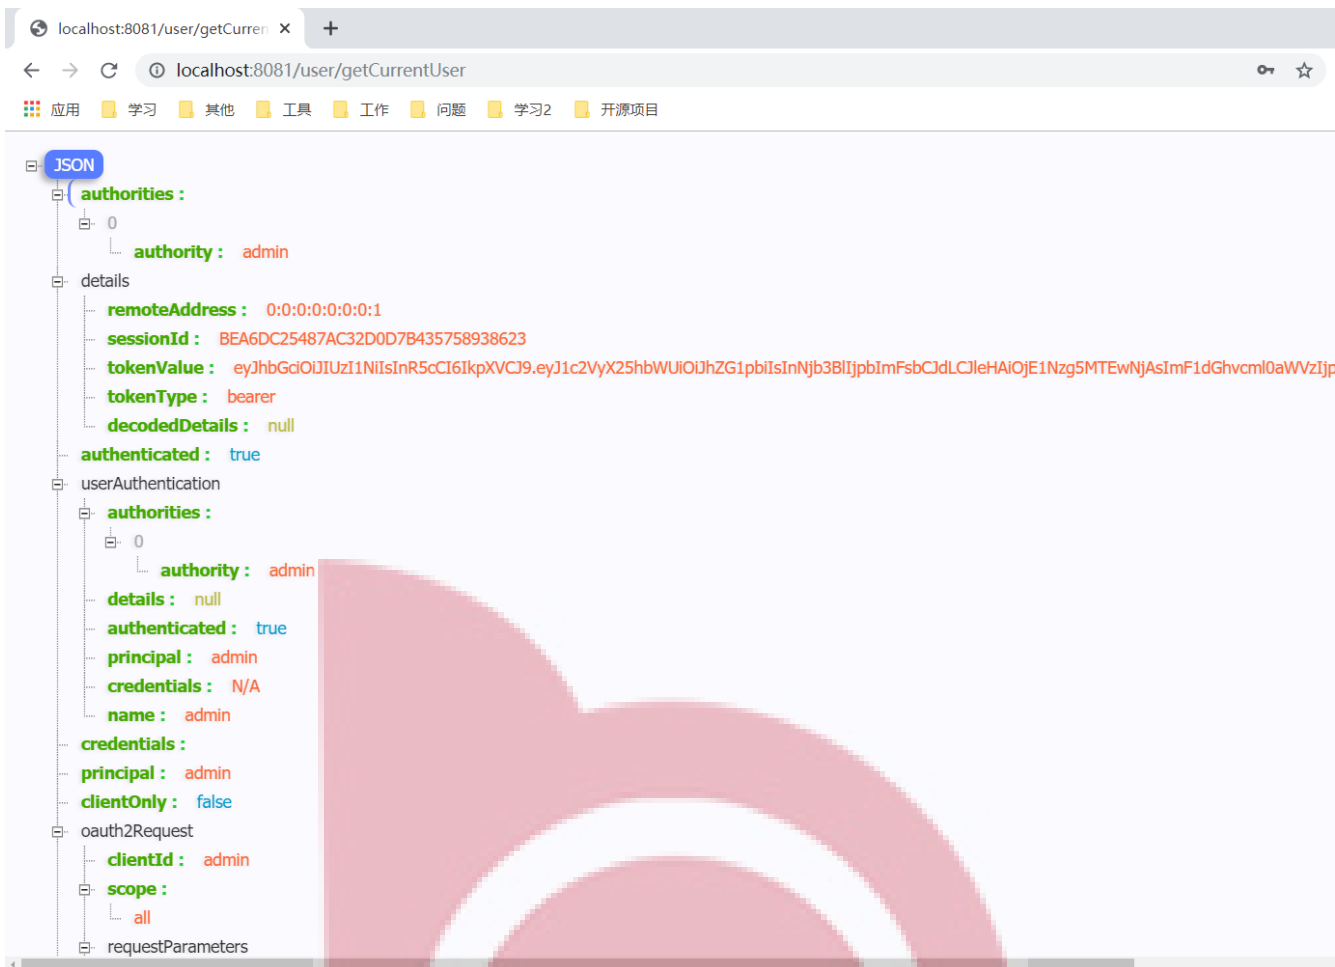 localhost:8081/user/getCurren
localhost:8081/user/getCurrentUser
应用 学习 其他 工具 工作 问题 学习2 开源项目
JSON
authorities :
0
authority : admin
details
remoteAddress : 0:0:0:0:0:0:0:1
sessionId : BEA6DC25487AC32D0D7B435758938623
tokenValue : eyJhbGciOiJIUzI1NiIsInR5cCI6IkpXVCJ9.eyJ1c2VyX25hbWUiOiJhZG1pbiIsInNjb3BlIjpbImFsbCJdLCJleHAiOjE1Nzg5MTEwNjAsImF1dGhvcml0aWVzIjp
tokenType : bearer
decodedDetails : null
authenticated : true
userAuthentication
authorities :
0
authority : admin
details : null
authenticated : true
principal : admin
credentials : N/A
name : admin
credentials :
principal : admin
clientOnly : false
oauth2Request
clientId : admin
scope :
all
requestParameters